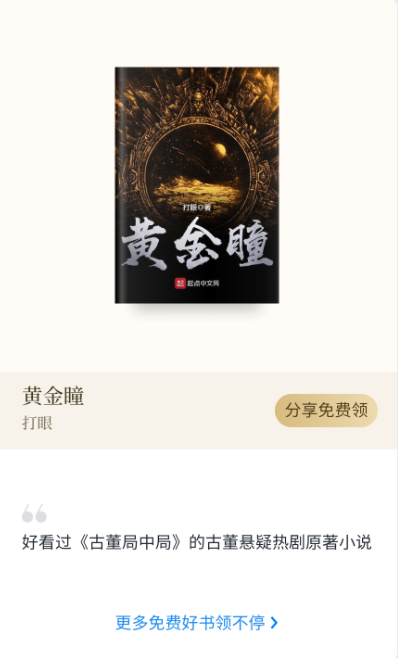 打眼◎著
黄金瞳
起点中文网
黄金瞳
打眼
分享免费领
好看过《古董局中局》的古董悬疑热剧原著小说
更多免费好书领不停